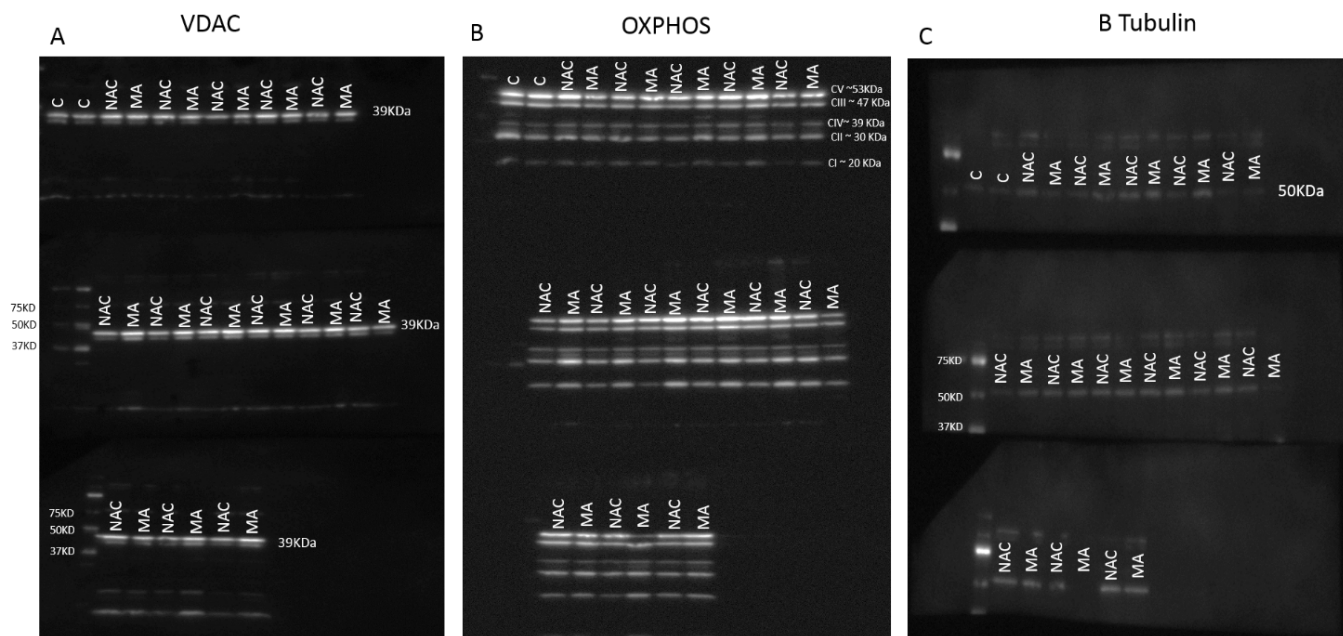 A
VDAC
C C NAC MA NAC MA NAC MA NAC MA NAC MA
39KDa
NAC MA NAC MA NAC MA NAC MA NAC MA NAC MA
75KD
50KD
37KD
39KDa
NAC MA NAC MA NAC MA
75KD
50KD
37KD
39KDa
B
OXPHOS
C C NAC MA NAC MA NAC MA NAC MA NAC MA
CV ~53KDa
CIII ~ 47 KDa
CIV~ 39 KDa
CII ~ 30 KDa
CI ~ 20 KDa
NAC MA NAC MA NAC MA NAC MA NAC MA NAC MA
NAC MA NAC MA NAC MA
C
B Tubulin
C C NAC MA NAC MA NAC MA NAC MA NAC MA
50KDa
75KD
NAC MA NAC MA NAC MA NAC MA NAC MA NAC MA
50KD
37KD
NAC MA NAC MA NAC MA